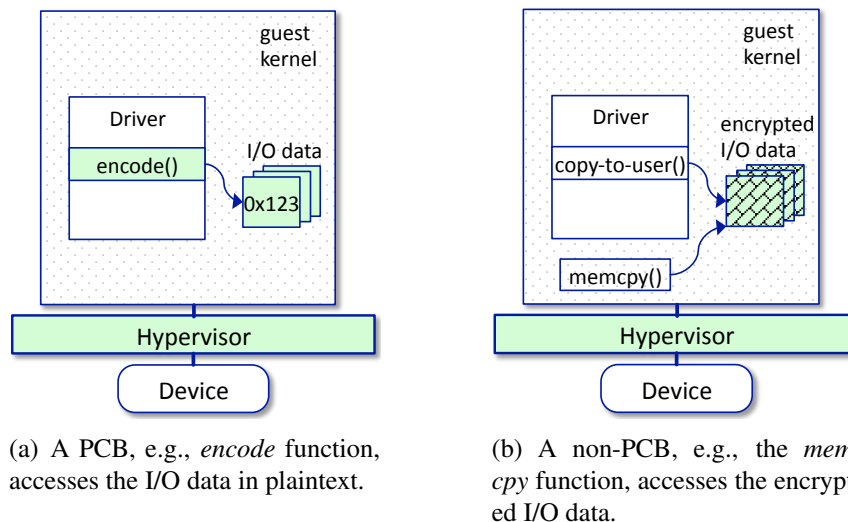 guest
kernel
Driver
encode()
I/O data
0x123
Hypervisor
Device
(a) A PCB, e.g., encode function,
accesses the I/O data in plaintext.
guest
kernel
Driver
encrypted
I/O data
copy-to-user()
memcpy()
Hypervisor
Device
(b) A non-PCB, e.g., the mem
cpy function, accesses the encrypt
ed I/O data.